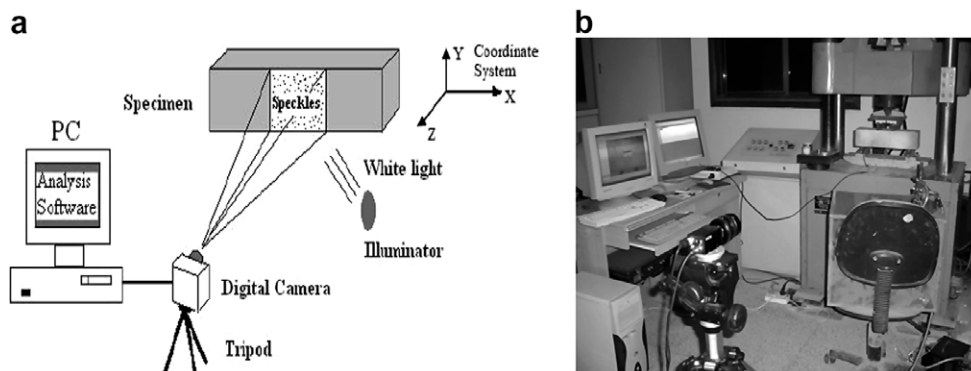 a
b
Coordinate
System
Y
X
Z
Specimen
Speckles
PC
Analysis
Software
White light
Illuminator
Digital Camera
Tripod